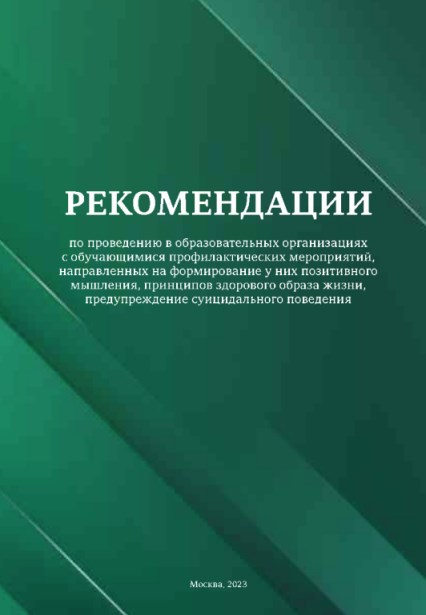 РЕКОМЕНДАЦИИ
по проведению в образовательных организациях
с обучающимися профилактических мероприятий,
направленных на формирование у них позитивного
мышления, принципов здорового образа жизни,
предупреждение суицидального поведения
Москва, 2023